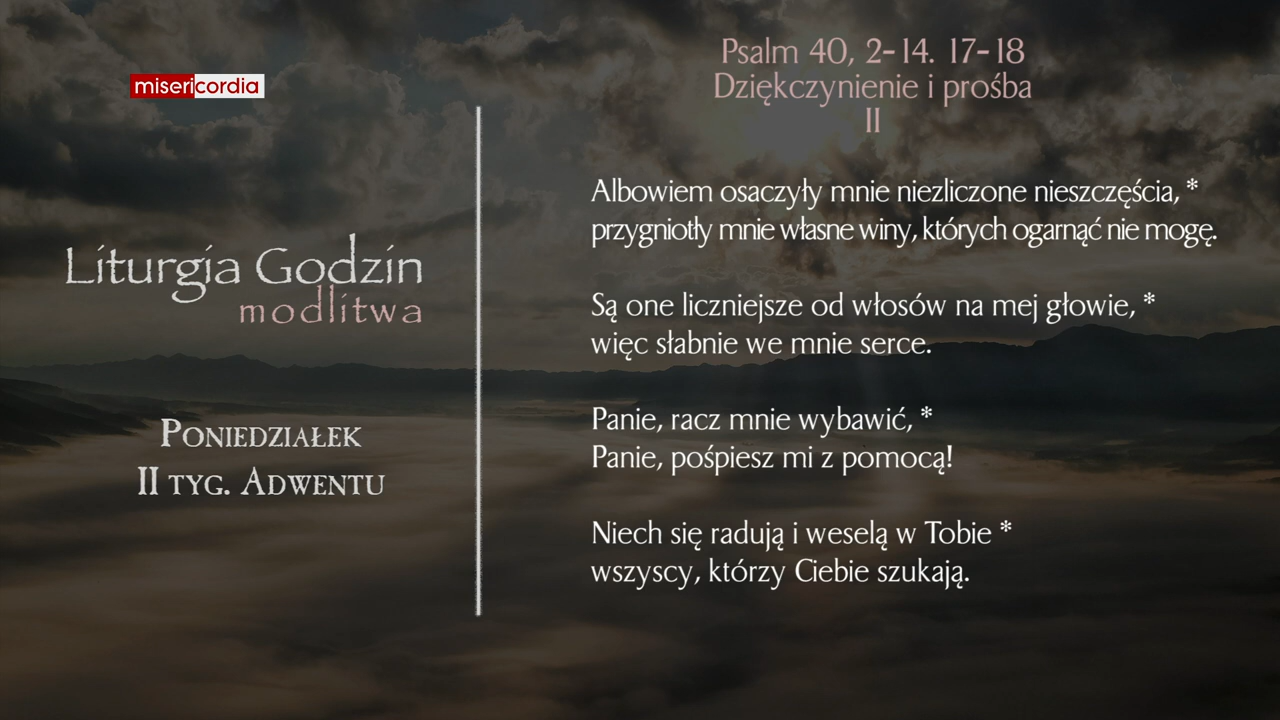 misericordia
Liturgia Godzin
modlitwa
Poniedziałek
II tyg. Adwentu
Psalm 40, 2-14. 17-18
Dziękczynienie i prośba
II
Albowiem osaczyły mnie niezliczone nieszczęścia, *
przygniotły mnie własne winy, których ogarnąć nie mogę.
Są one liczniejsze od włosów na mej głowie, *
więc słabnie we mnie serce.
Panie, racz mnie wybawić, *
Panie, pośpiesz mi z pomocą!
Niech się radują i weselą w Tobie *
wszyscy, którzy Ciebie szukają.